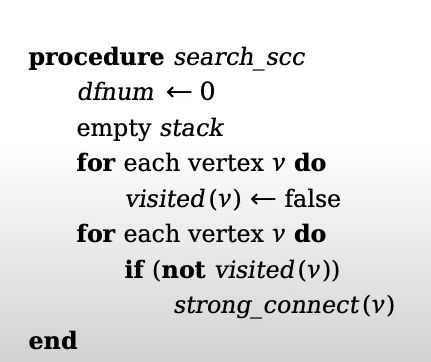 procedure search_scc
dfnum ← 0
empty stack
for each vertex v do
visited(v) ← false
for each vertex v do
if (not visited(v))
strong_connect(v)
end